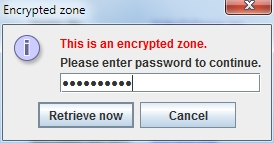 Encrypted zone
This is an encrypted zone.
Please enter password to continue.
●●●●●●●●●●
Retrieve now
Cancel